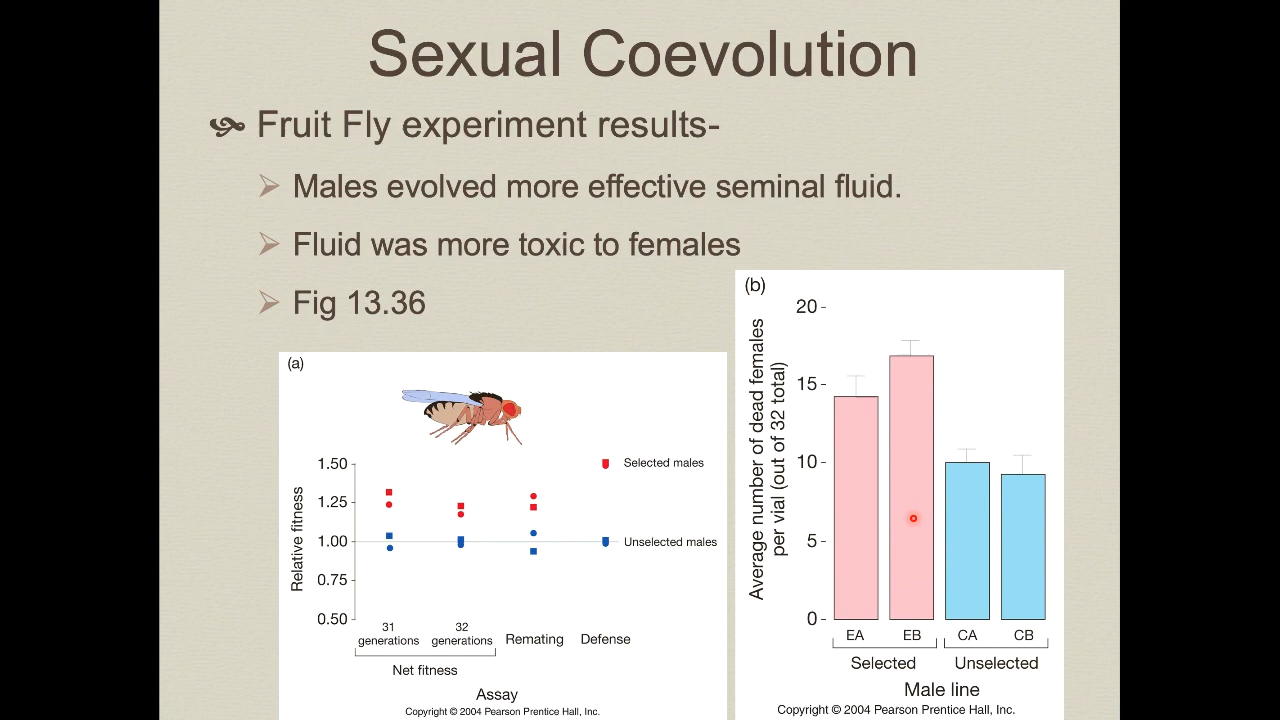 Sexual Coevolution
Fruit Fly experiment results-
Males evolved more effective seminal fluid.
Fluid was more toxic to females
Fig 13.36
(a)
1.50
1.25
1.00
0.75
0.50
Relative fitness
Selected males
Unselected males
31
generations
32
generations
Remating
Defense
Net fitness
Assay
Copyright © 2004 Pearson Prentice Hall, Inc.
(b)
Average number of dead females
per vial (out of 32 total)
20
15
10
5
0
EA
EB
CA
CB
Selected
Unselected
Male line
Copyright © 2004 Pearson Prentice Hall, Inc.